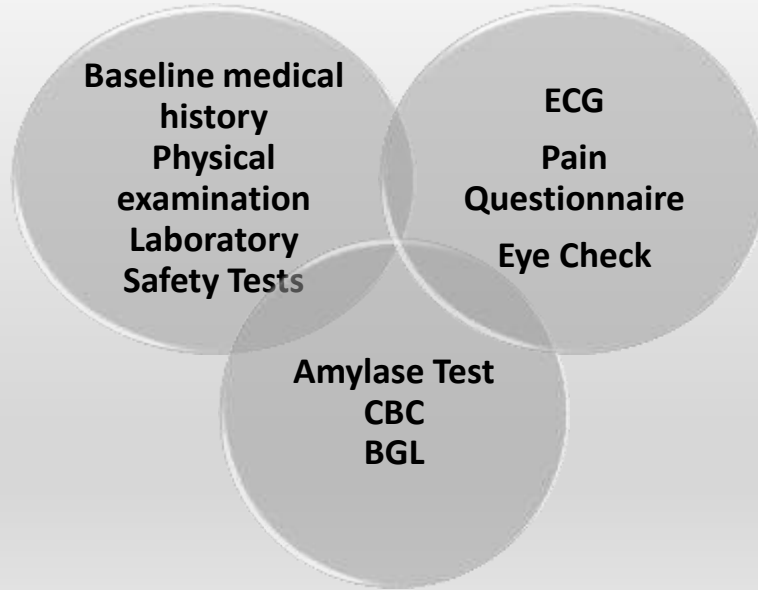 Baseline medical
history
Physical
examination
Laboratory
Safety Tests
ECG
Pain
Questionnaire
Eye Check
Amylase Test
CBC
BGL